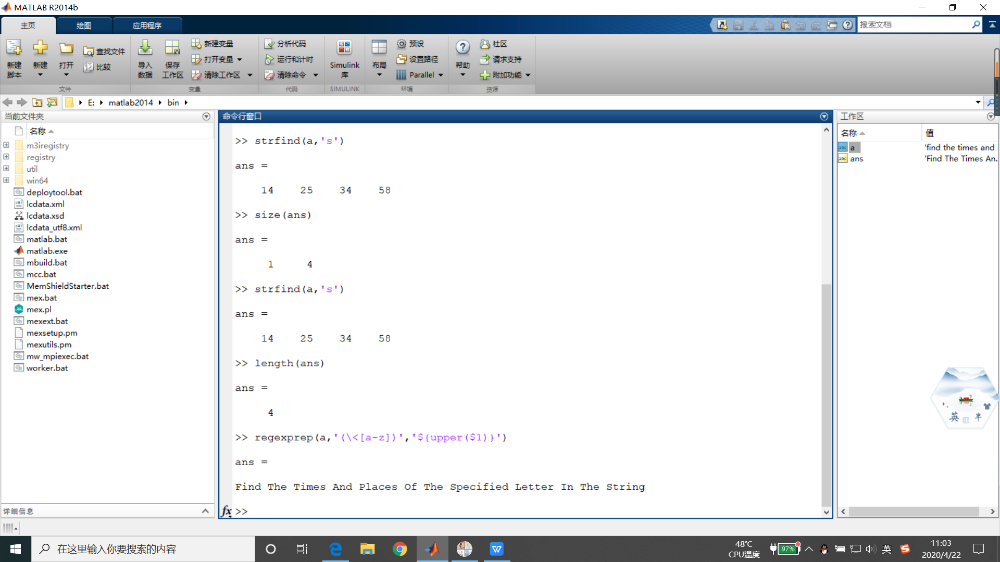 MATLAB R2014b
主页 绘图 应用程序 搜索文档
新建脚本 新建 打开 查找文件 比较 导入数据 保存工作区 新建变量 打开变量 清除工作区 分析代码 运行和计时 清除命令 Simulink库 布局 预设 设置路径 Parallel 帮助 社区 请求支持 附加功能
文件 变量 代码 SIMULINK 环境 资源
E: matlab2014 bin
当前文件夹
名称
m3iregistry
registry
util
win64
deploytool.bat
lcdata.xml
lcdata.xsd
lcdata_utf8.xml
matlab.bat
matlab.exe
mbuild.bat
mcc.bat
MemShieldStarter.bat
mex.bat
mex.pl
mexext.bat
mexsetup.pm
mexutils.pm
mw_mpiexec.bat
worker.bat
详细信息
命令行窗口
>> strfind(a,'s')
ans =
14 25 34 58
>> size(ans)
ans =
1 4
>> strfind(a,'s')
ans =
14 25 34 58
>> length(ans)
ans =
4
>> regexprep(a,'(\<[a-z])','${upper($1)}')
ans =
Find The Times And Places Of The Specified Letter In The String
fx >>
工作区
名称 值
abc a 'find the times and
abc ans 'Find The Times An...
英 半
在这里输入你要搜索的内容
48℃
CPU温度
97%
英
11:03
2020/4/22